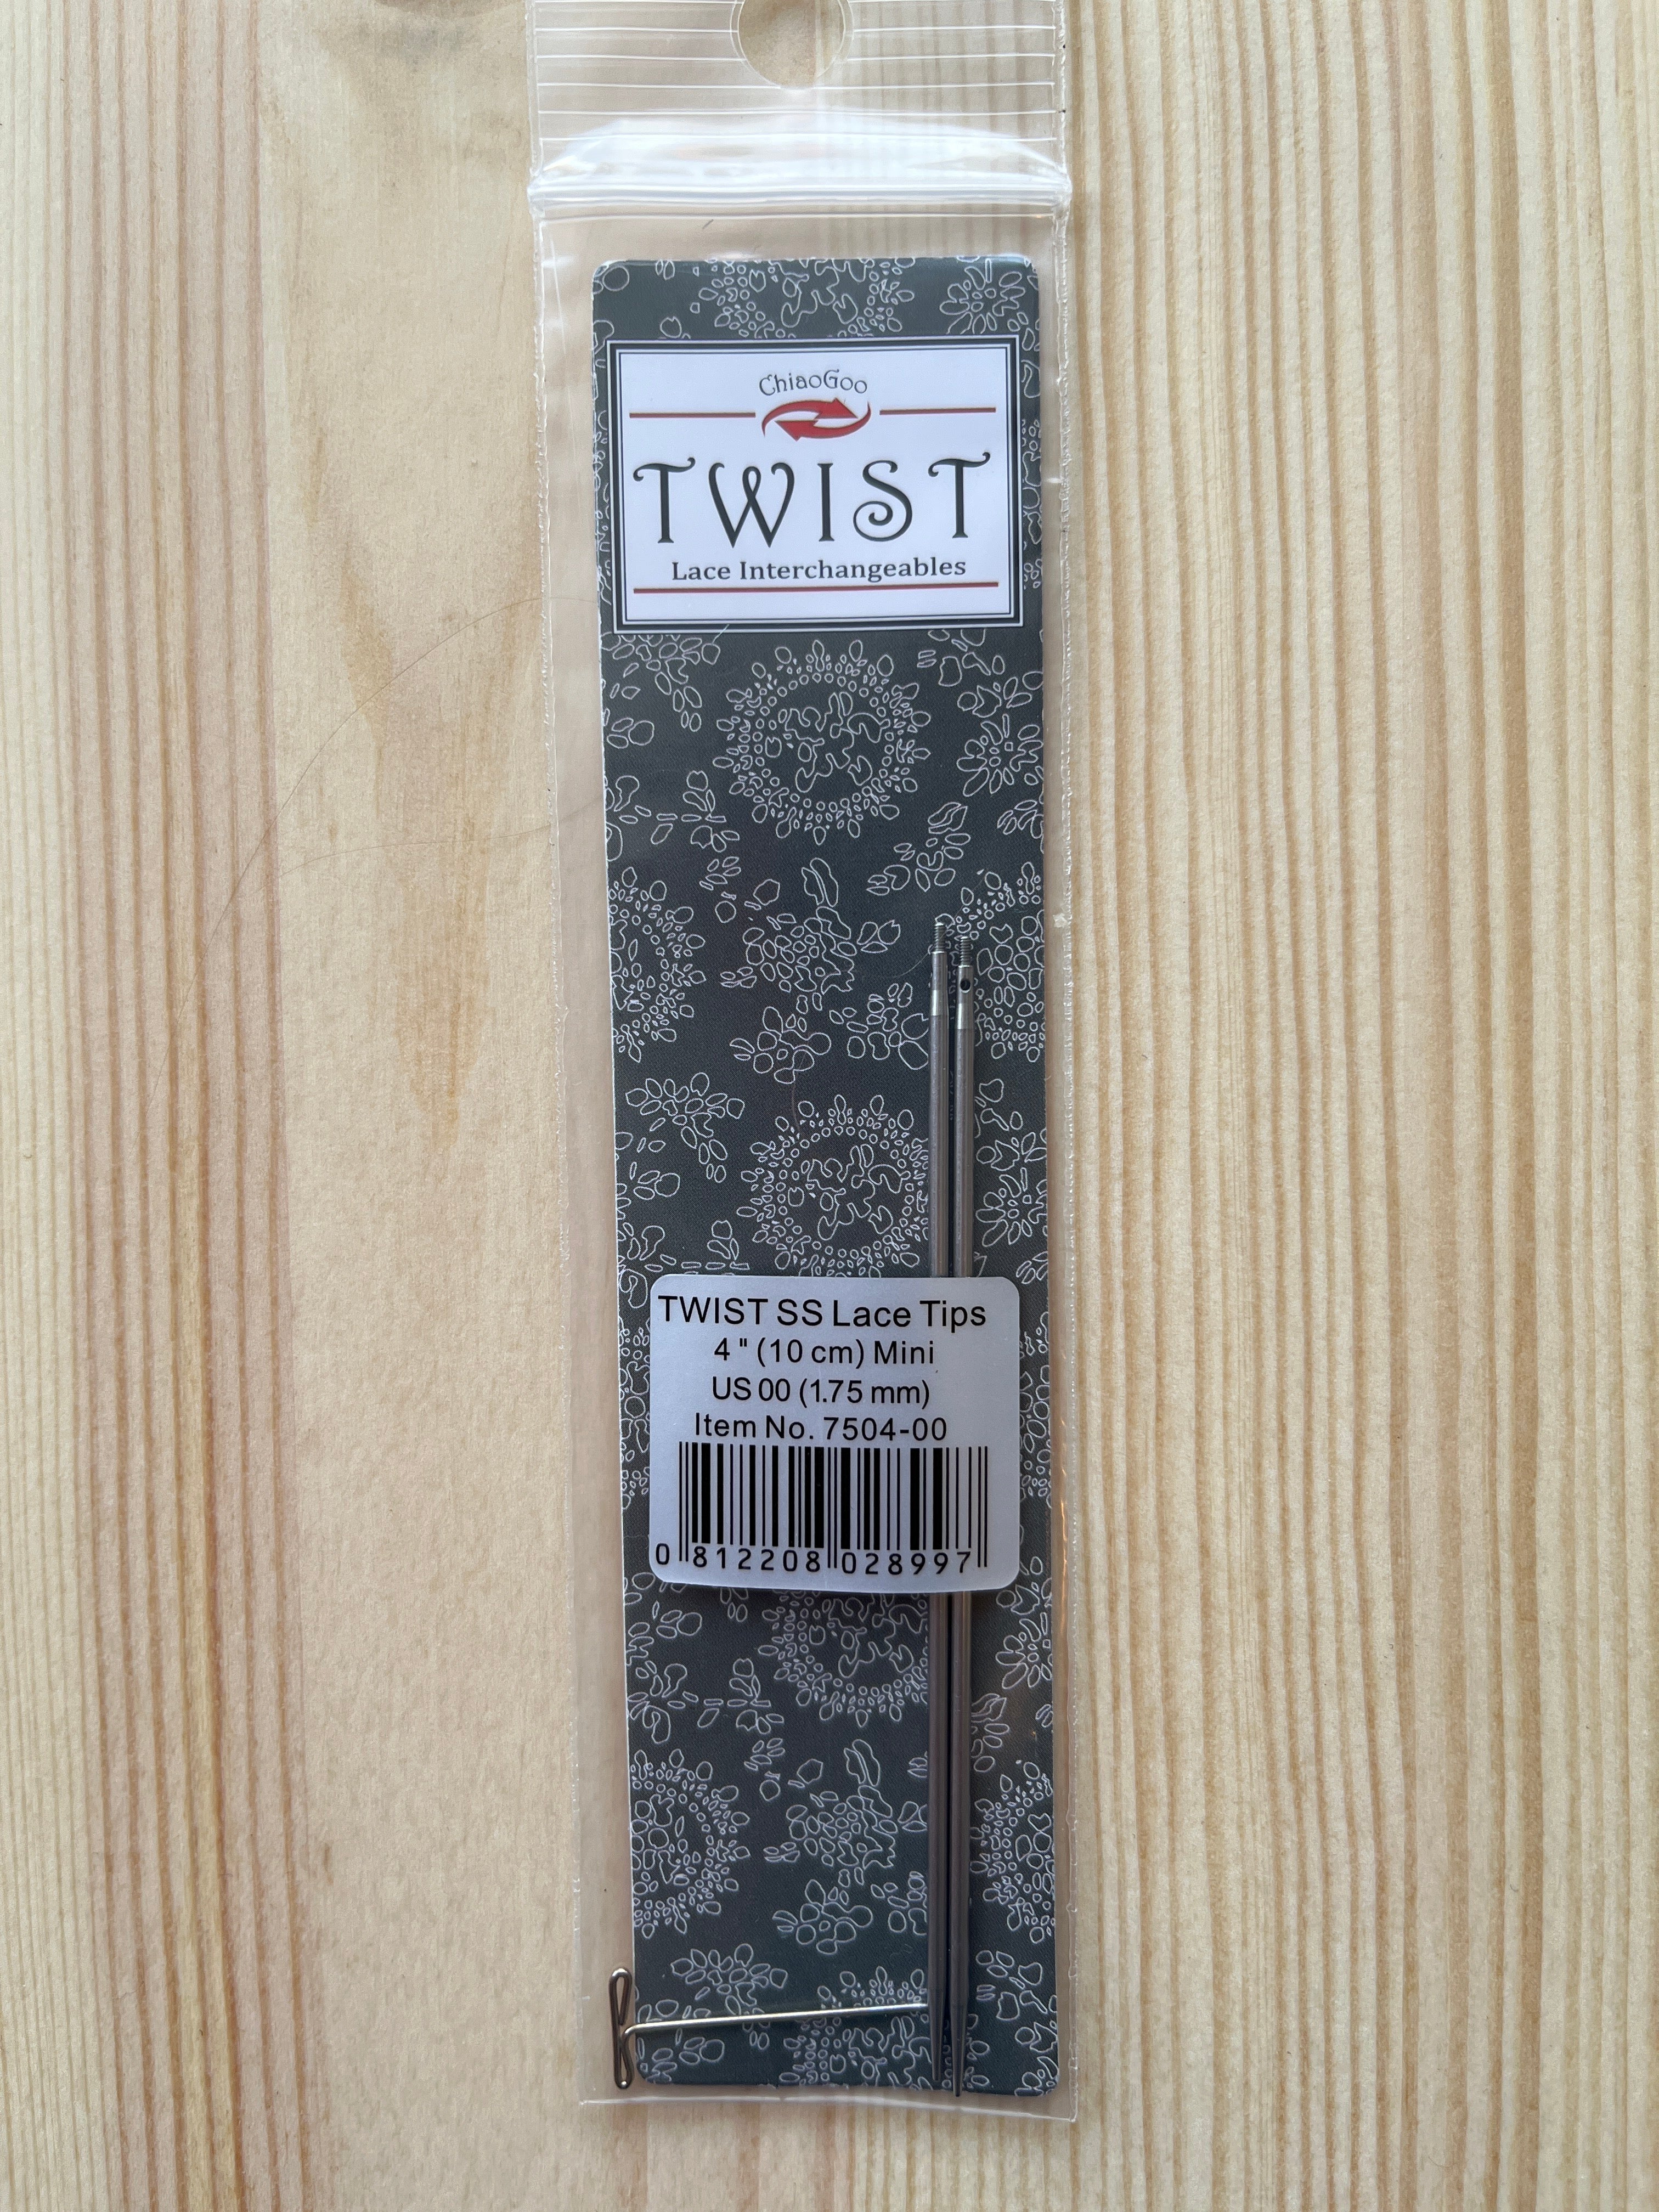 ChiaoGoo
TWIST
Lace Interchangeables
TWIST SS Lace Tips
4" (10 cm) Mini
US 00 (1.75 mm)
Item No. 7504-00
0 812208 028997